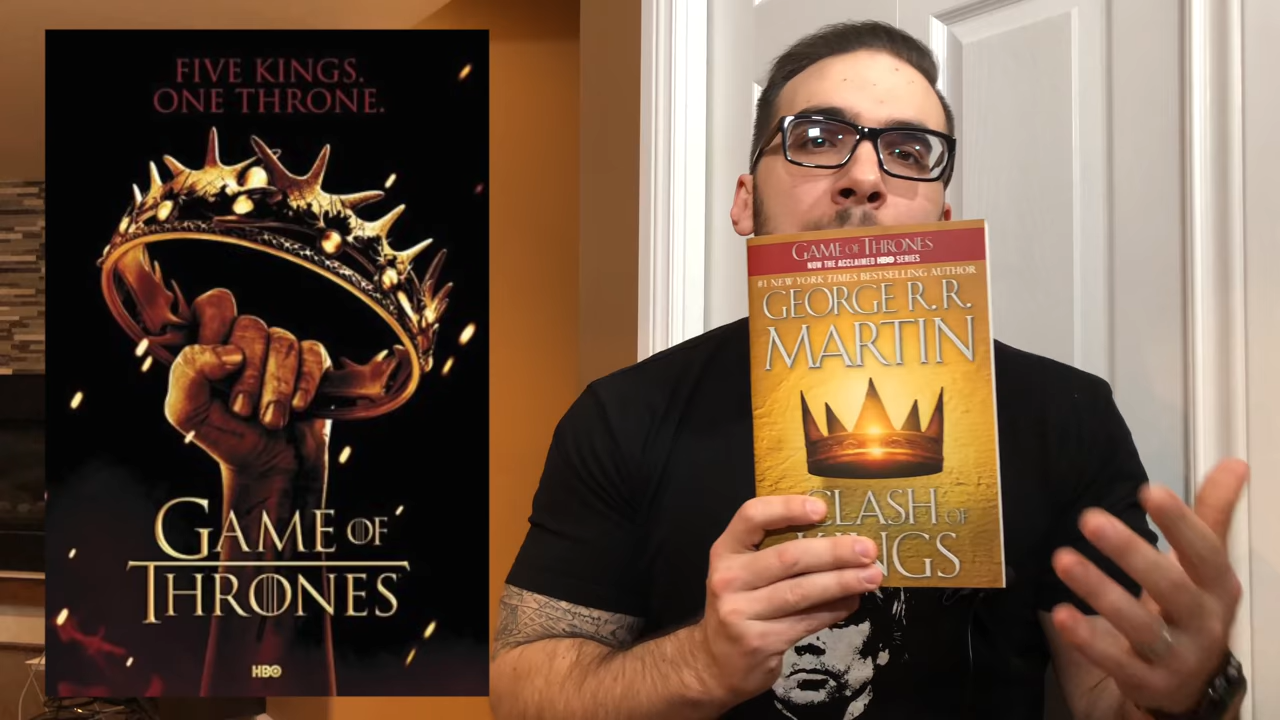 FIVE KINGS.
ONE THRONE.
GAME OF
THRONES
HBO
GAME OF THRONES
NOW THE ACCLAIMED HBO SERIES
#1 NEW YORK TIMES BESTSELLING AUTHOR
GEORGE R. R.
MARTIN
CLASH OF
KINGS